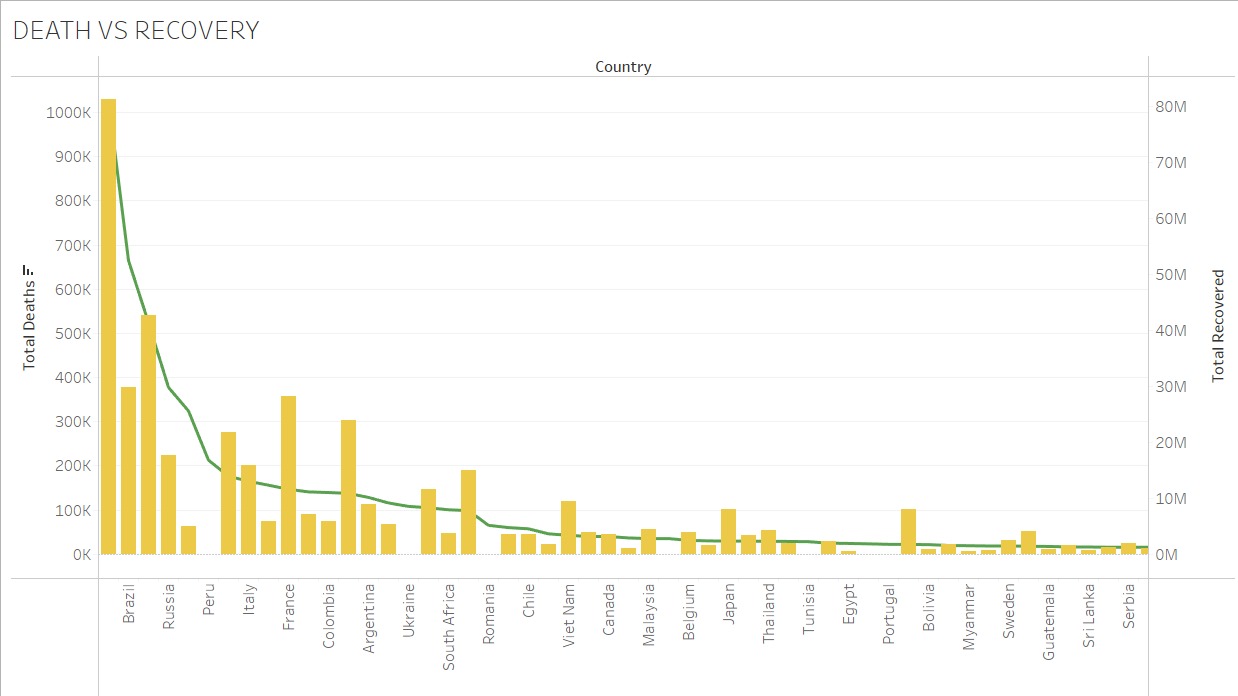 DEATH VS RECOVERY
Country
1000K
900K
800K
700K
600K
500K
400K
300K
200K
100K
0K
Total Deaths
80M
70M
60M
50M
40M
30M
20M
10M
0M
Total Recovered
Brazil
Russia
Peru
Italy
France
Colombia
Argentina
Ukraine
South Africa
Romania
Chile
Viet Nam
Canada
Malaysia
Belgium
Japan
Thailand
Tunisia
Egypt
Portugal
Bolivia
Myanmar
Sweden
Guatemala
Sri Lanka
Serbia